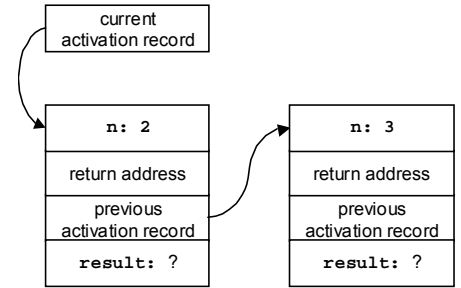 current
activation record
n: 2
return address
previous
activation record
result: ?
n: 3
return address
previous
activation record
result: ?